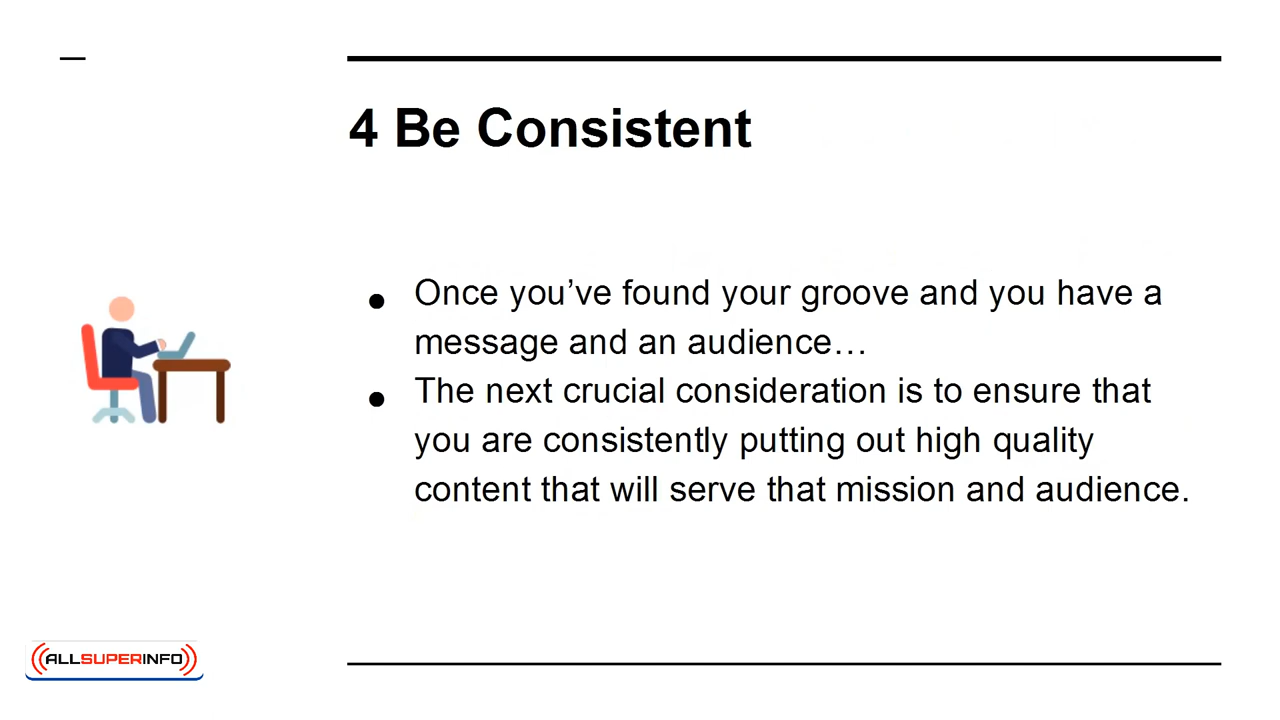 4 Be Consistent
● Once you’ve found your groove and you have a
message and an audience…
● The next crucial consideration is to ensure that
you are consistently putting out high quality
content that will serve that mission and audience.
ALLSUPERINFO